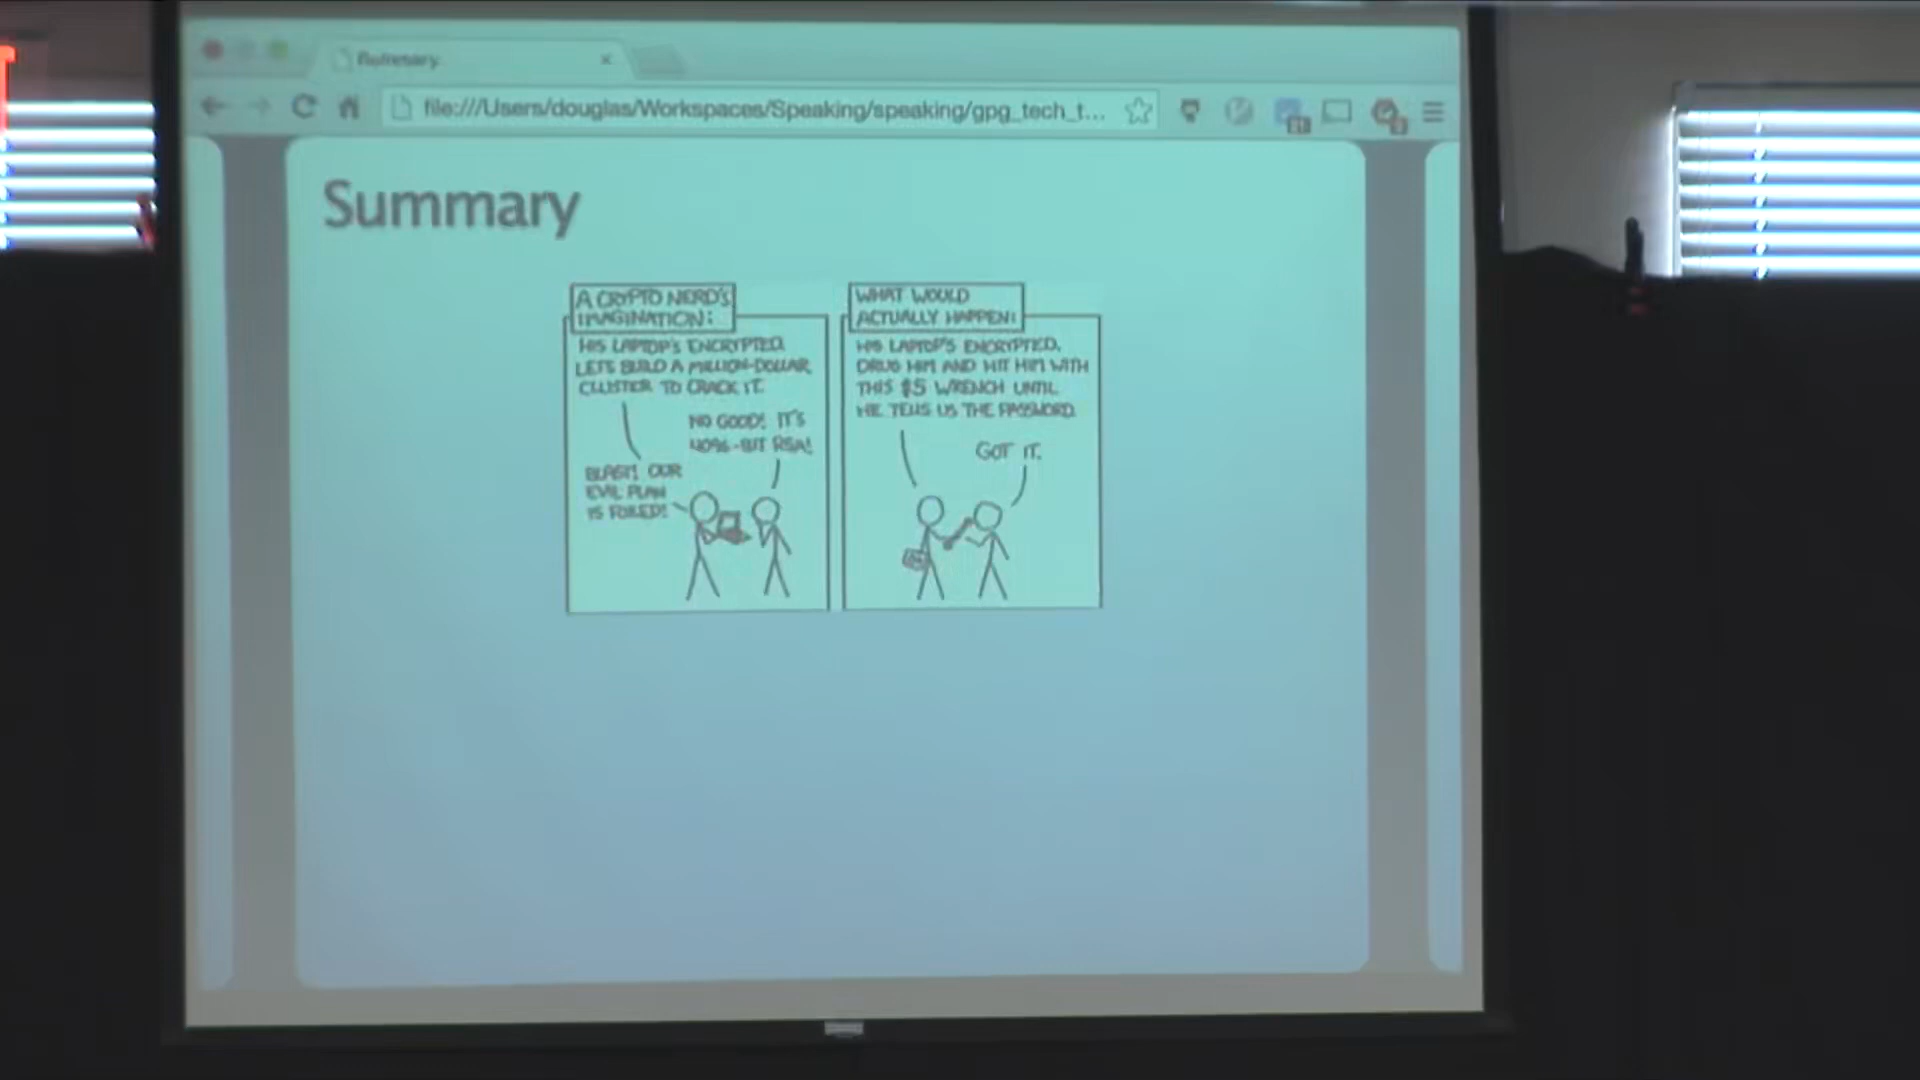 file:///Users/douglas/Workspaces/Speaking/speaking/gpg_tech_t...
Summary
A CRYPTO NERD'S
IMAGINATION:
HIS LAPTOP'S ENCRYPTED.
LET'S BUILD A MILLION-DOLLAR
CLUSTER TO CRACK IT.
NO GOOD! IT'S
4096-BIT RSA!
BLAST! OUR
EVIL PLAN
IS FOILED!
WHAT WOULD
ACTUALLY HAPPEN:
HIS LAPTOP'S ENCRYPTED.
DRUG HIM AND HIT HIM WITH
THIS $5 WRENCH UNTIL
HE TELLS US THE PASSWORD.
GOT IT.